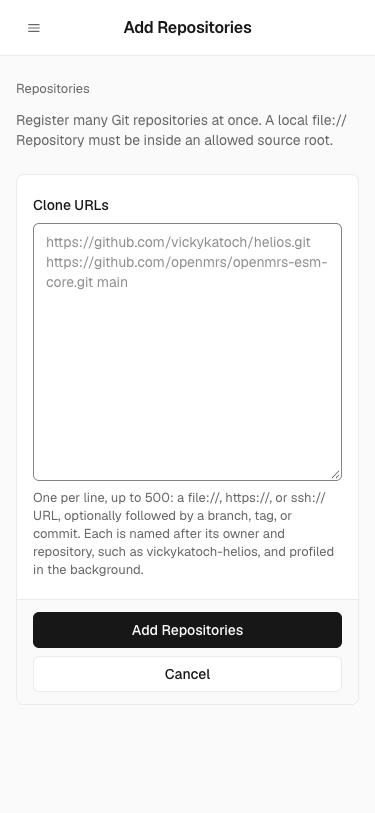 Add Repositories
Repositories
Register many Git repositories at once. A local file://
Repository must be inside an allowed source root.
Clone URLs
https://github.com/vickykatoch/helios.git
https://github.com/openmrs/openmrs-esm-
core.git main
One per line, up to 500: a file://, https://, or ssh://
URL, optionally followed by a branch, tag, or
commit. Each is named after its owner and
repository, such as vickykatoch-helios, and profiled
in the background.
Add Repositories
Cancel